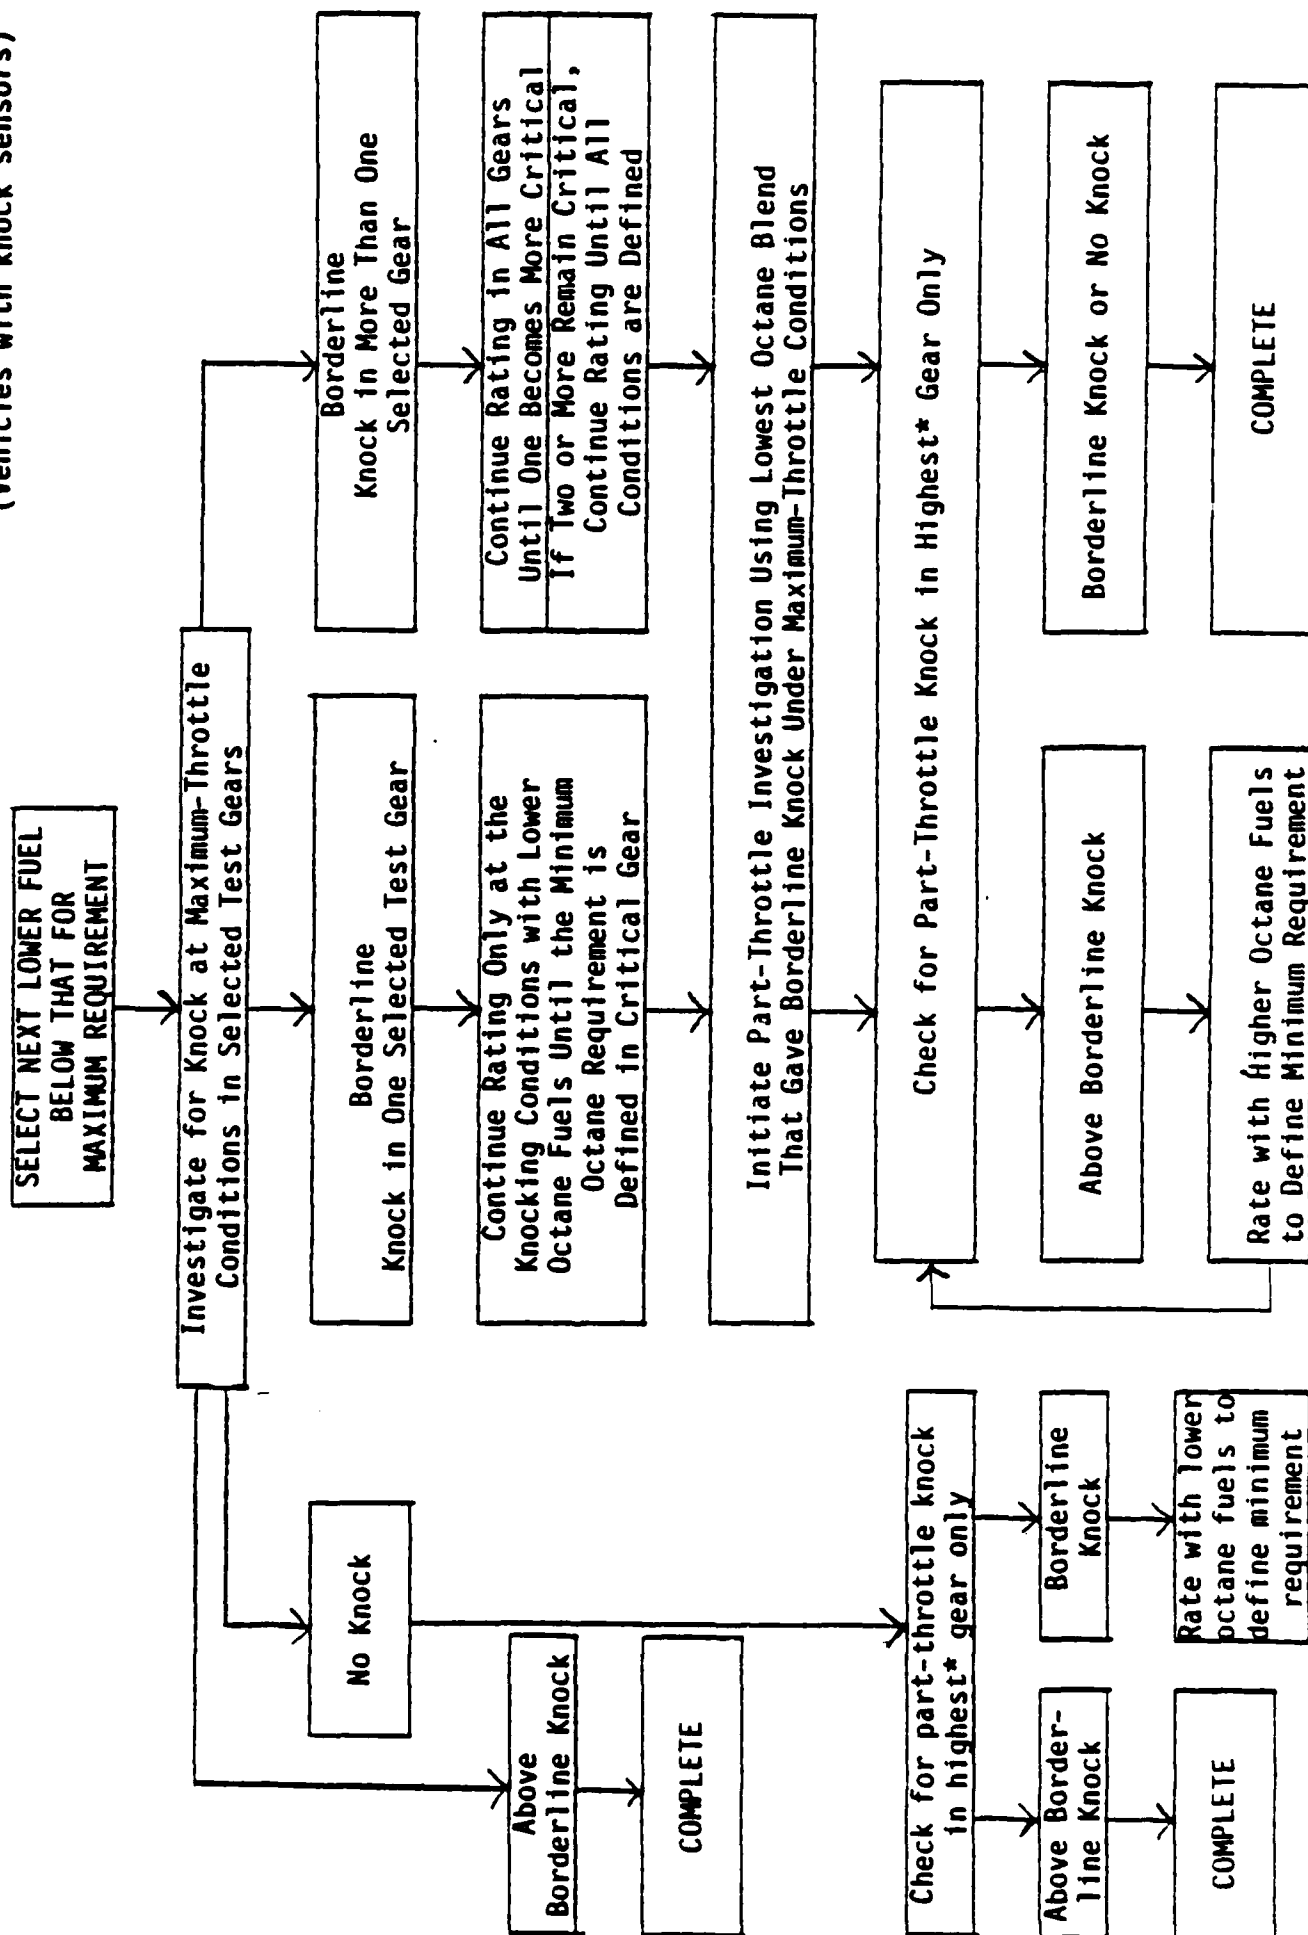 (Vehicles with knock sensors)
SELECT NEXT LOWER FUEL
BELOW THAT FOR
MAXIMUM REQUIREMENT
Investigate for Knock at Maximum-Throttle
Conditions in Selected Test Gears
Above
Borderline Knock
COMPLETE
No Knock
Check for part-throttle knock
in highest* gear only
Above Border-
line Knock
COMPLETE
Borderline
Knock
Rate with lower
octane fuels to
define minimum
requirement
Borderline
Knock in One Selected Test Gear
Continue Rating Only at the
Knocking Conditions with Lower
Octane Fuels Until the Minimum
Octane Requirement is
Defined in Critical Gear
Borderline
Knock in More Than One
Selected Gear
Continue Rating in All Gears
Until One Becomes More Critical
If Two or More Remain Critical,
Continue Rating Until All
Conditions are Defined
Initiate Part-Throttle Investigation Using Lowest Octane Blend
That Gave Borderline Knock Under Maximum-Throttle Conditions
Check for Part-Throttle Knock in Highest* Gear Only
Above Borderline Knock
Rate with Higher Octane Fuels
to Define Minimum Requirement
Borderline Knock or No Knock
COMPLETE